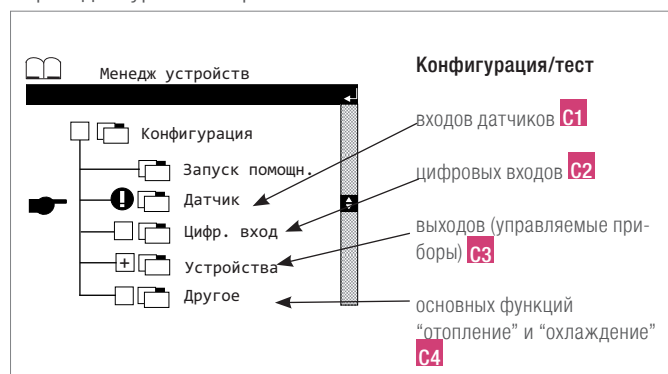 Менедж устройств
Конфигурация
Запуск помощн.
Датчик
Цифр. вход
Устройства
Другое
Конфигурация/тест
входов датчиков C1
цифровых входов C2
выходов (управляемые при-
боры) C3
основных функций
“отопление” и “охлаждение”
C4